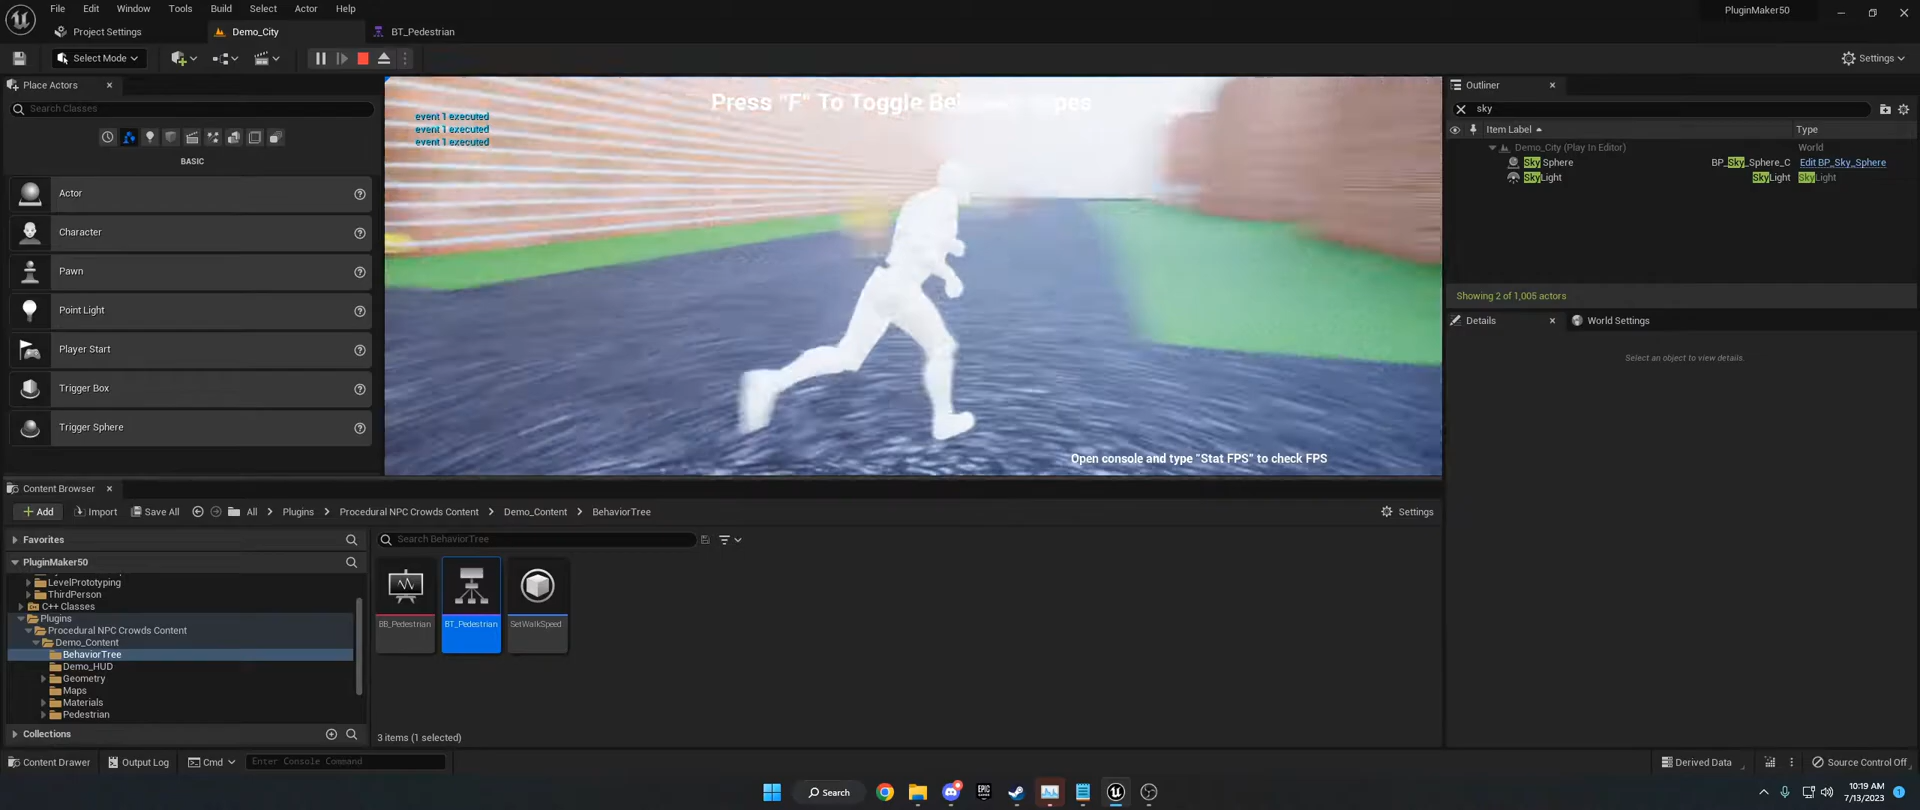 File Edit Window Tools Build Select Actor Help
PluginMaker50
Project Settings
Demo_City
BT_Pedestrian
Select Mode
Settings
Place Actors
Search Classes
BASIC
Actor
Character
Pawn
Point Light
Player Start
Trigger Box
Trigger Sphere
Press "F" To Toggle
event 1 executed
event 1 executed
event 1 executed
Open console and type "Stat FPS" to check FPS
Outliner
sky
Item Label Type
Demo_City (Play In Editor) World
Sky Sphere BP_Sky_Sphere_C Edit BP_Sky_Sphere
SkyLight SkyLight SkyLight
Showing 2 of 1,005 actors
Details
World Settings
Select an object to view details.
Content Browser
Add Import Save All All Plugins Procedural NPC Crowds Content Demo_Content BehaviorTree Settings
Favorites
PluginMaker50
LevelPrototyping
ThirdPerson
C++ Classes
Plugins
Procedural NPC Crowds Content
Demo_Content
BehaviorTree
Demo_HUD
Geometry
Maps
Materials
Pedestrian
Collections
Search BehaviorTree
BB_Pedestrian
BT_Pedestrian
SetWalkSpeed
3 items (1 selected)
Content Drawer Output Log Cmd Enter Console Command
Derived Data Source Control Off
Search
EPIC
10:19 AM
7/13/2023
1